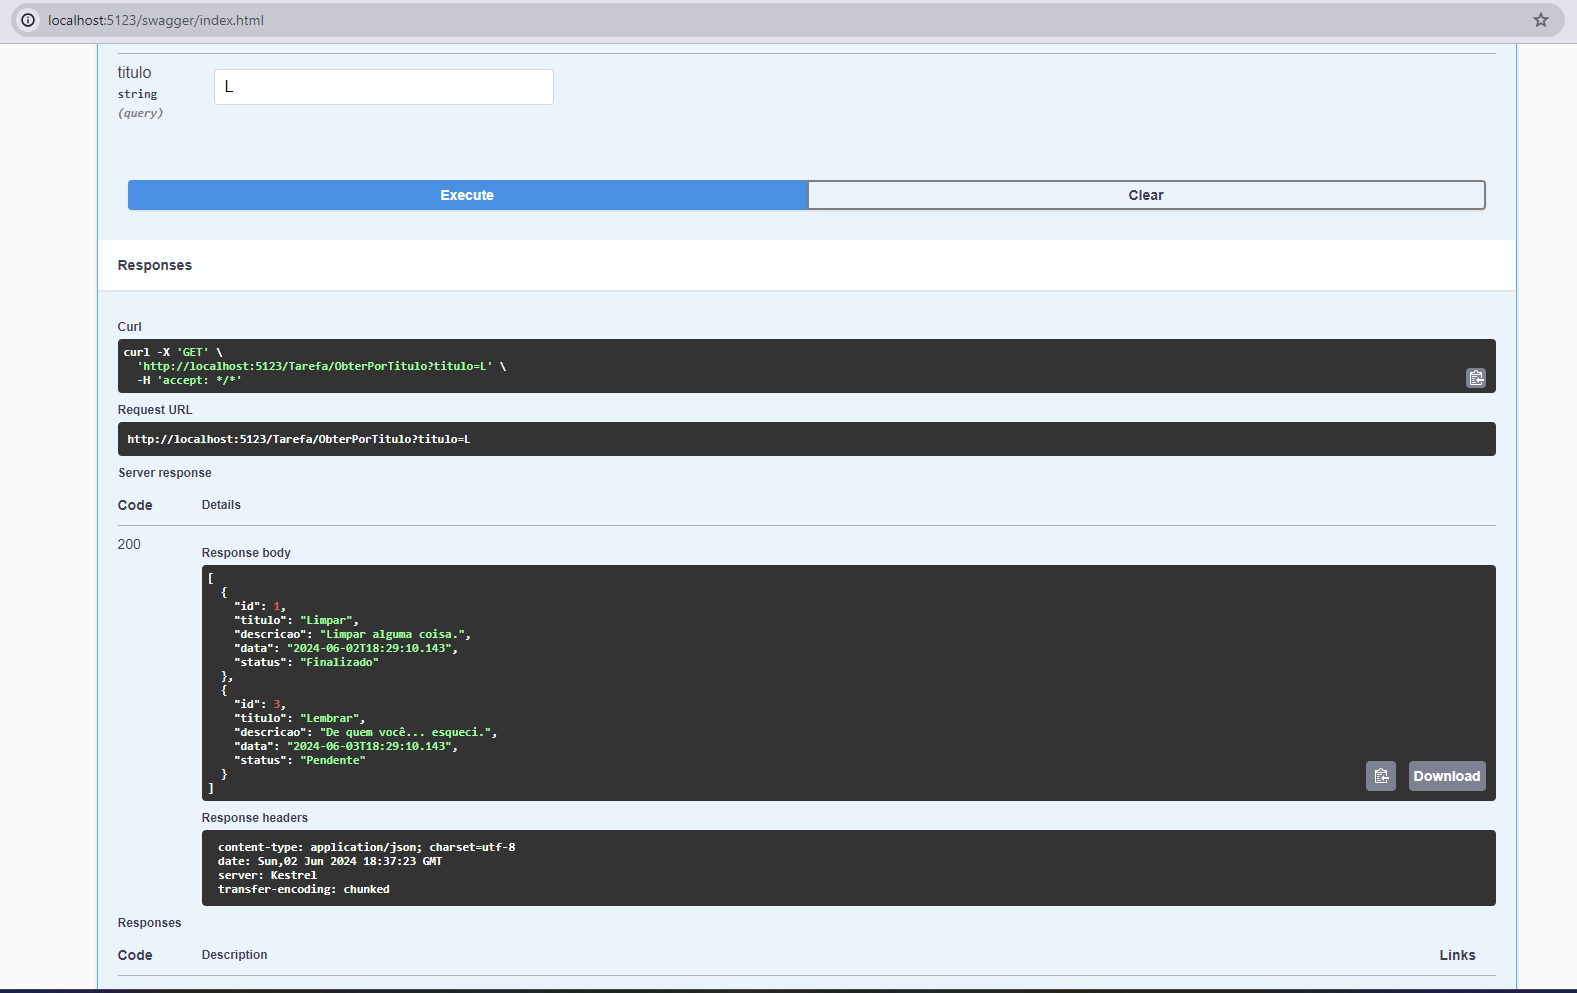 localhost:5123/swagger/index.html
titulo
string
(query)
L
Execute
Clear
Responses
Curl
curl -X 'GET' \
  'http://localhost:5123/Tarefa/ObterPorTitulo?titulo=L' \
  -H 'accept: */*'
Request URL
http://localhost:5123/Tarefa/ObterPorTitulo?titulo=L
Server response
Code Details
200
Response body
[
  {
    "id": 1,
    "titulo": "Limpar",
    "descricao": "Limpar alguma coisa.",
    "data": "2024-06-02T18:29:10.143",
    "status": "Finalizado"
  },
  {
    "id": 3,
    "titulo": "Lembrar",
    "descricao": "De quem você... esqueci.",
    "data": "2024-06-03T18:29:10.143",
    "status": "Pendente"
  }
]
Download
Response headers
content-type: application/json; charset=utf-8
date: Sun,02 Jun 2024 18:37:23 GMT
server: Kestrel
transfer-encoding: chunked
Responses
Code Description Links